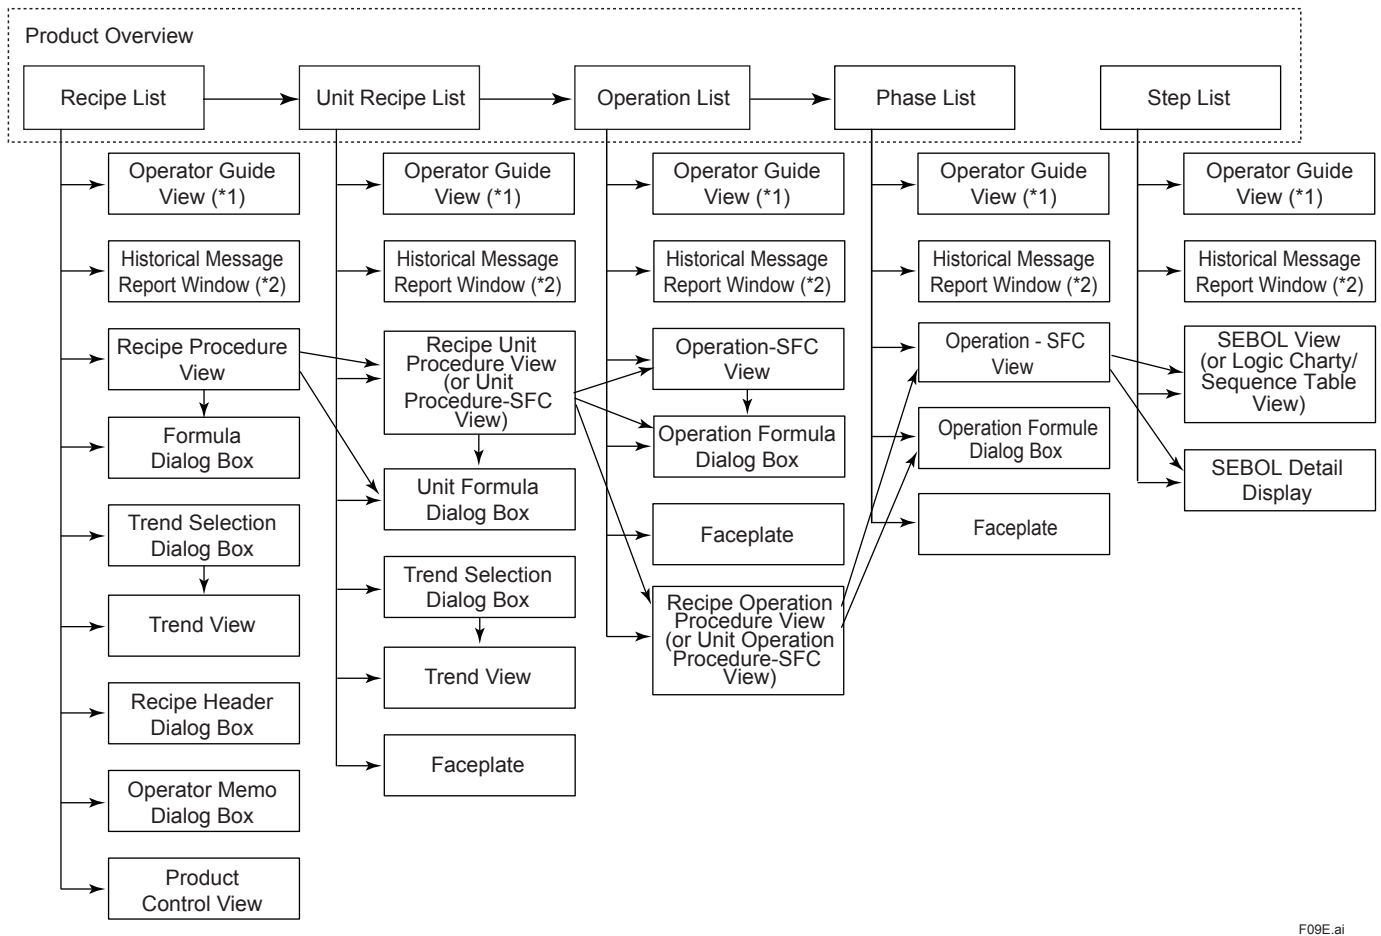 Product Overview
Recipe List
Unit Recipe List
Operation List
Phase List
Step List
Operator Guide
View (*1)
Historical Message
Report Window (*2)
Recipe Procedure
View
Formula
Dialog Box
Trend Selection
Dialog Box
Trend View
Recipe Header
Dialog Box
Operator Memo
Dialog Box
Product
Control View
Operator Guide
View (*1)
Historical Message
Report Window (*2)
Recipe Unit
Procedure View
(or Unit
Procedure-SFC
View)
Unit Formula
Dialog Box
Trend Selection
Dialog Box
Trend View
Faceplate
Operator Guide
View (*1)
Historical Message
Report Window (*2)
Operation-SFC
View
Operation Formula
Dialog Box
Faceplate
Recipe Operation
Procedure View
(or Unit Operation
Procedure-SFC
View)
Operator Guide
View (*1)
Historical Message
Report Window (*2)
Operation - SFC
View
Operation Formule
Dialog Box
Faceplate
Operator Guide
View (*1)
Historical Message
Report Window (*2)
SEBOL View
(or Logic Charty/
Sequence Table
View)
SEBOL Detail
Display
F09E.ai